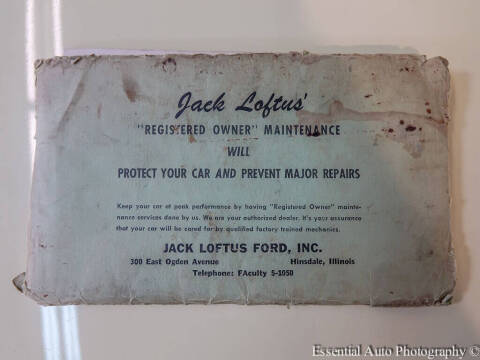 Jack Loftus'
"REGISTERED OWNER" MAINTENANCE
WILL
PROTECT YOUR CAR AND PREVENT MAJOR REPAIRS
Keep your car at peak performance by having "Registered Owner" mainte-
nance services done by us. We are your authorized dealer. It's your assurance
that your car will be cared for by qualified factory trained mechanics.
JACK LOFTUS FORD, INC.
300 East Ogden Avenue Hinsdale, Illinois
Telephone: FAculty 5-1050
Essential Auto Photography ©